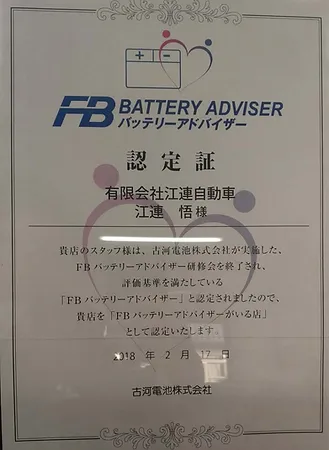 FB BATTERY ADVISER
バッテリーアドバイザー
認定証
有限会社江連自動車
江連 悟 様
貴店のスタッフ様は、古河電池株式会社が実施した、
FB バッテリーアドバイザー研修会を終了され、
評価基準を満たしている
「FB バッテリーアドバイザー」と認定されましたので、
貴店を「FB バッテリーアドバイザーがいる店」
として認定いたします。
2018 年 2 月 17 日
古河電池株式会社